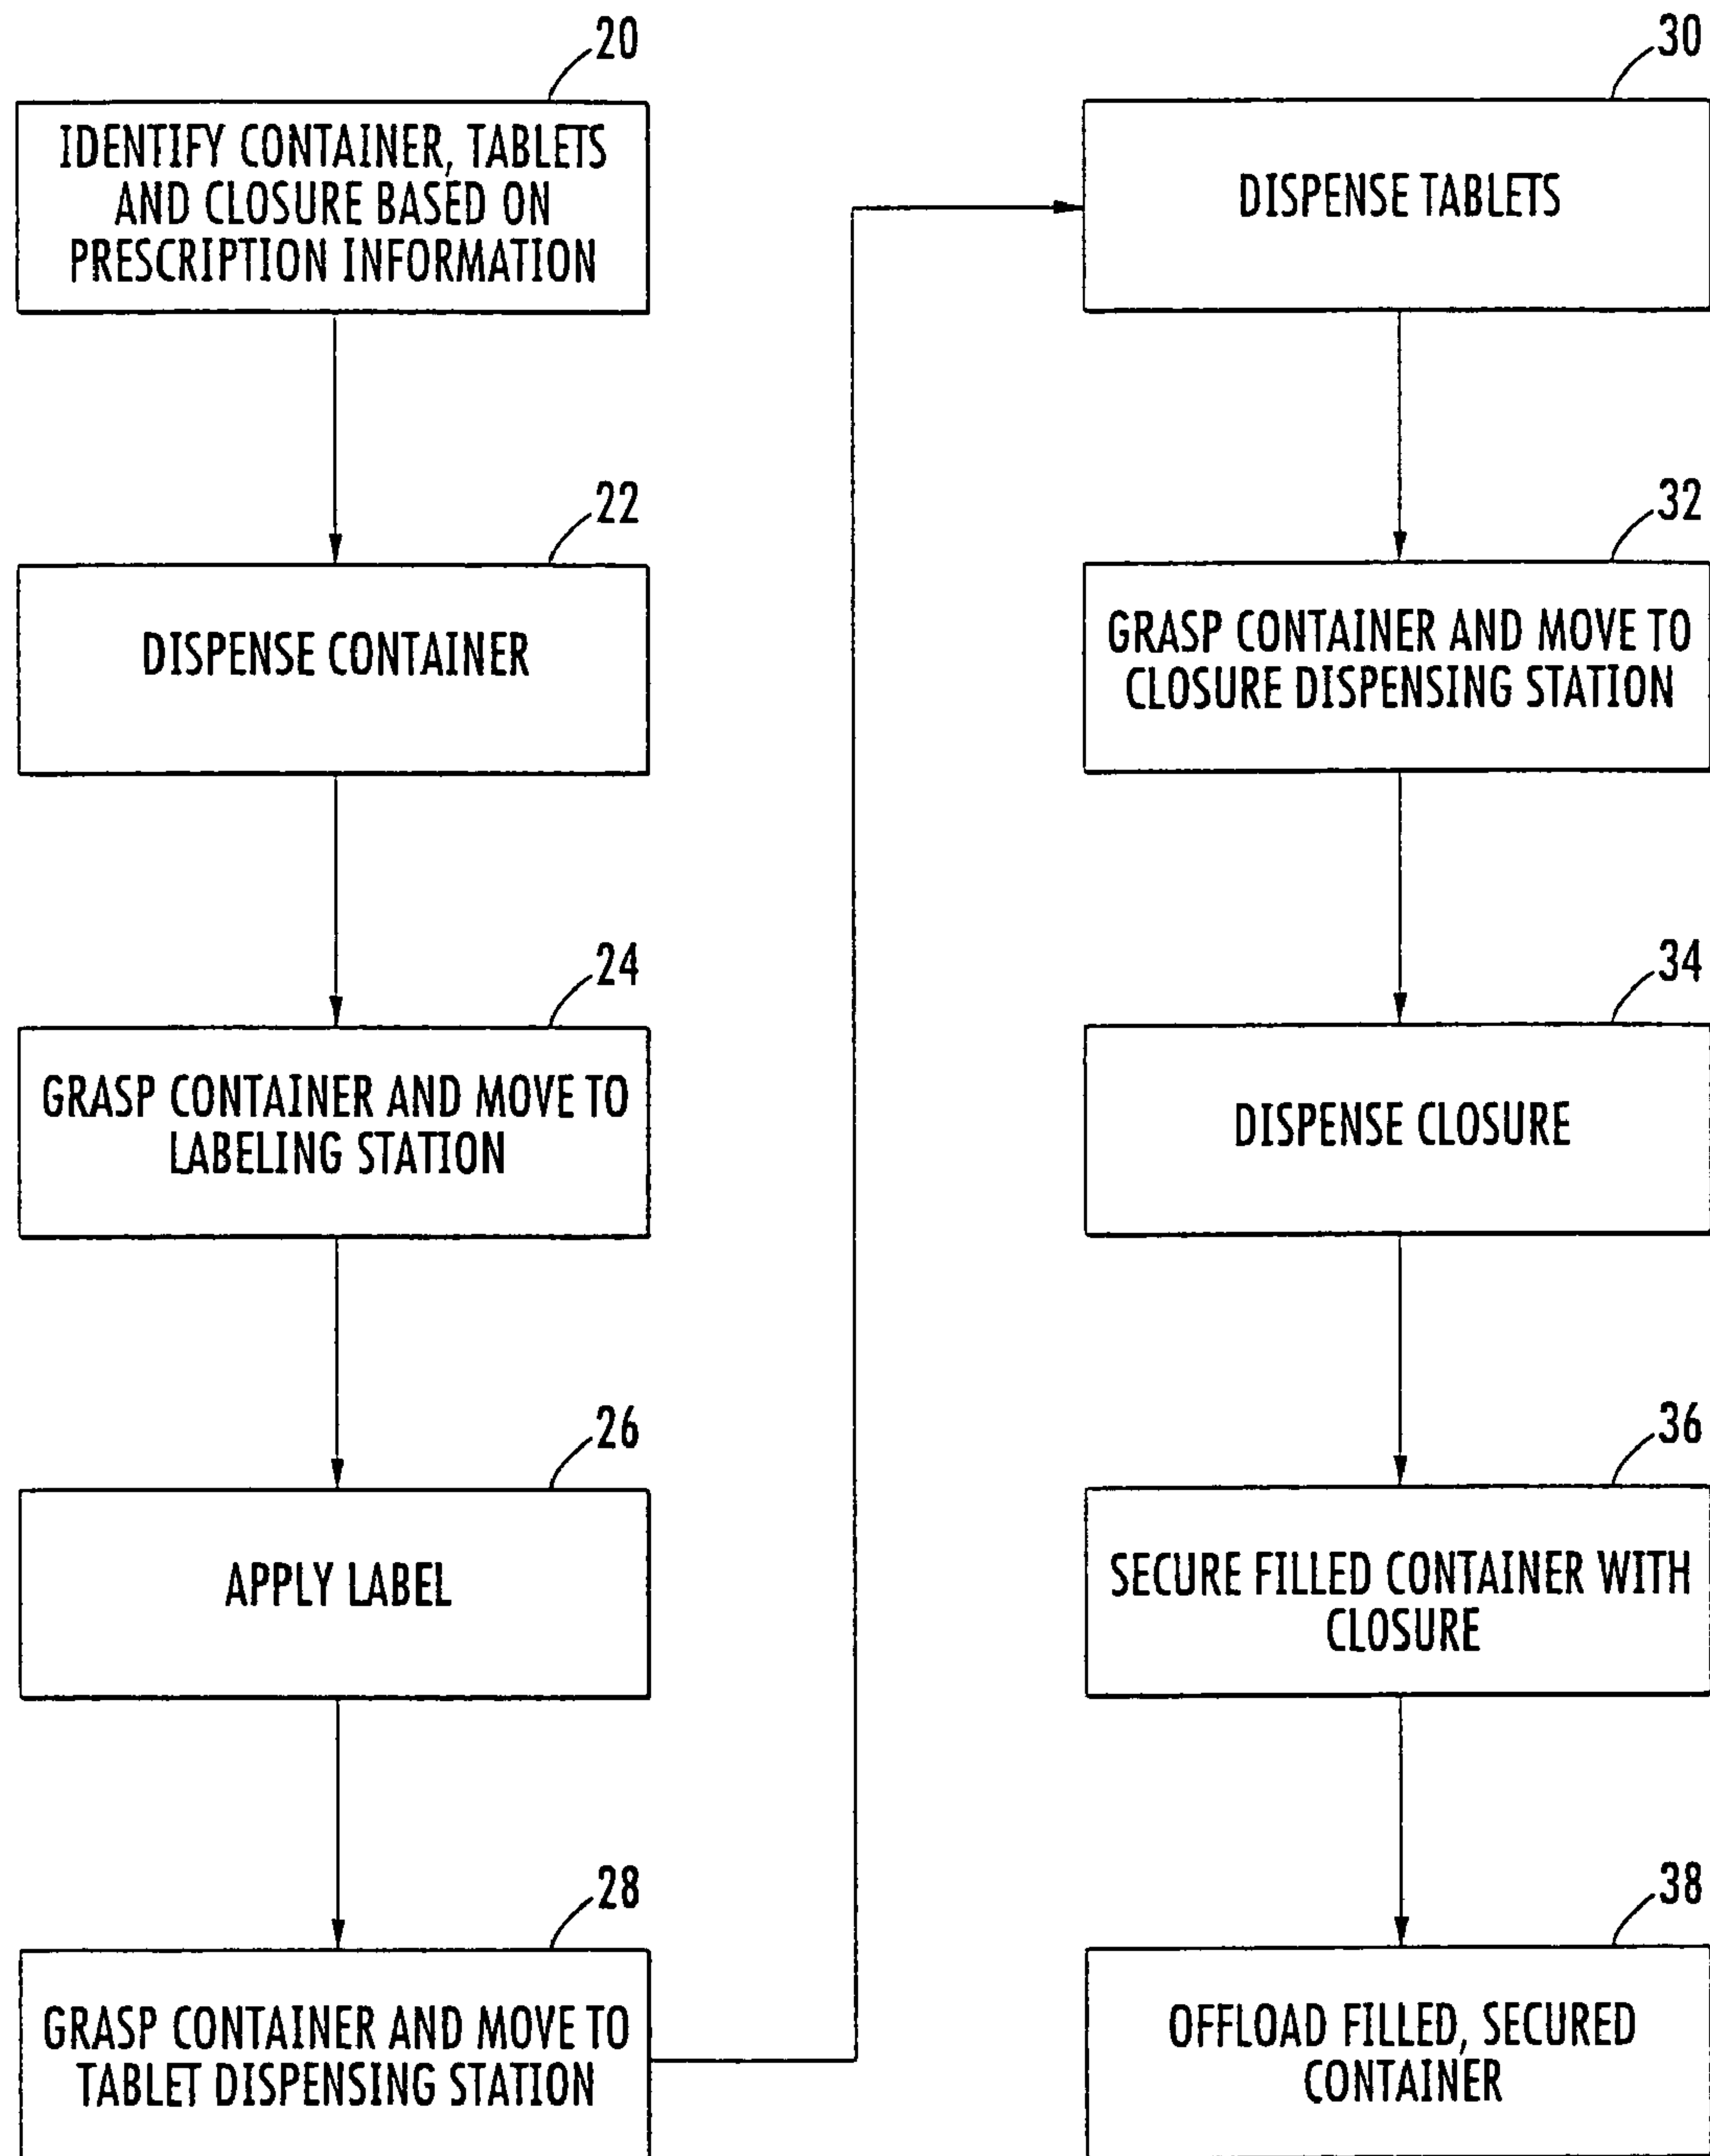 20
IDENTIFY CONTAINER, TABLETS
AND CLOSURE BASED ON
PRESCRIPTION INFORMATION
22
DISPENSE CONTAINER
24
GRASP CONTAINER AND MOVE TO
LABELING STATION
26
APPLY LABEL
28
GRASP CONTAINER AND MOVE TO
TABLET DISPENSING STATION
30
DISPENSE TABLETS
32
GRASP CONTAINER AND MOVE TO
CLOSURE DISPENSING STATION
34
DISPENSE CLOSURE
36
SECURE FILLED CONTAINER WITH
CLOSURE
38
OFFLOAD FILLED, SECURED
CONTAINER